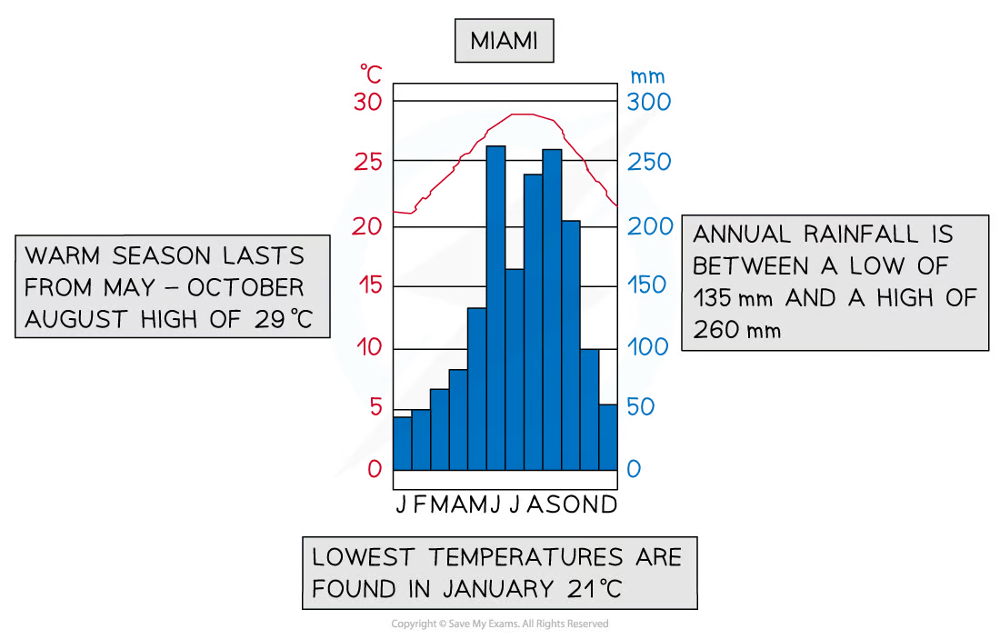 MIAMI
°C
mm
30
300
25
250
20
200
15
150
10
100
5
50
0
0
J F M A M J J A S O N D
WARM SEASON LASTS
FROM MAY – OCTOBER
AUGUST HIGH OF 29°C
ANNUAL RAINFALL IS
BETWEEN A LOW OF
135 mm AND A HIGH OF
260 mm
LOWEST TEMPERATURES ARE
FOUND IN JANUARY 21°C
Copyright © Save My Exams. All Rights Reserved